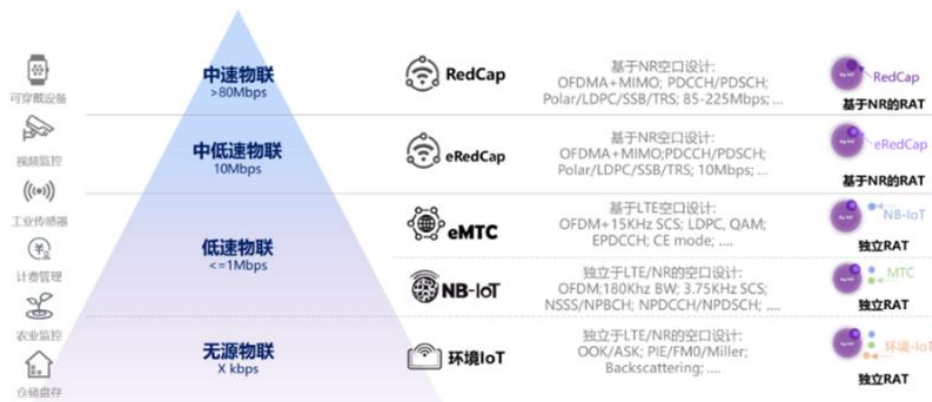 可穿戴设备
视频监控
工业传感器
计费管理
农业监控
仓储盘存
中速物联
>80Mbps
中低速物联
10Mbps
低速物联
<=1Mbps
无源物联
X kbps
RedCap
基于NR空口设计:
OFDMA+MIMO; PDCCH/PDSCH;
Polar/LDPC/SSB/TRS; 85-225Mbps; ...
RedCap
基于NR的RAT
eRedCap
基于NR空口设计:
OFDMA+MIMO;PDCCH/PDSCH;
Polar/LDPC/SSB/TRS; 10Mbps; ...
eRedCap
基于NR的RAT
eMTC
基于LTE空口设计:
OFDM+15KHz SCS; LDPC, QAM;
EPDCCH; CE mode; ....
NB-IoT
独立RAT
NB-IoT
独立于LTE/NR的空口设计:
OFDM;180Khz BW; 3.75KHz SCS;
NSSS/NPBCH; NPDCCH/NPDSCH; ....
MTC
独立RAT
环境IoT
独立于LTE/NR的空口设计:
OOK/ASK; PIE/FM0/Miller;
Backscattering; ....
环境-IoT
独立RAT